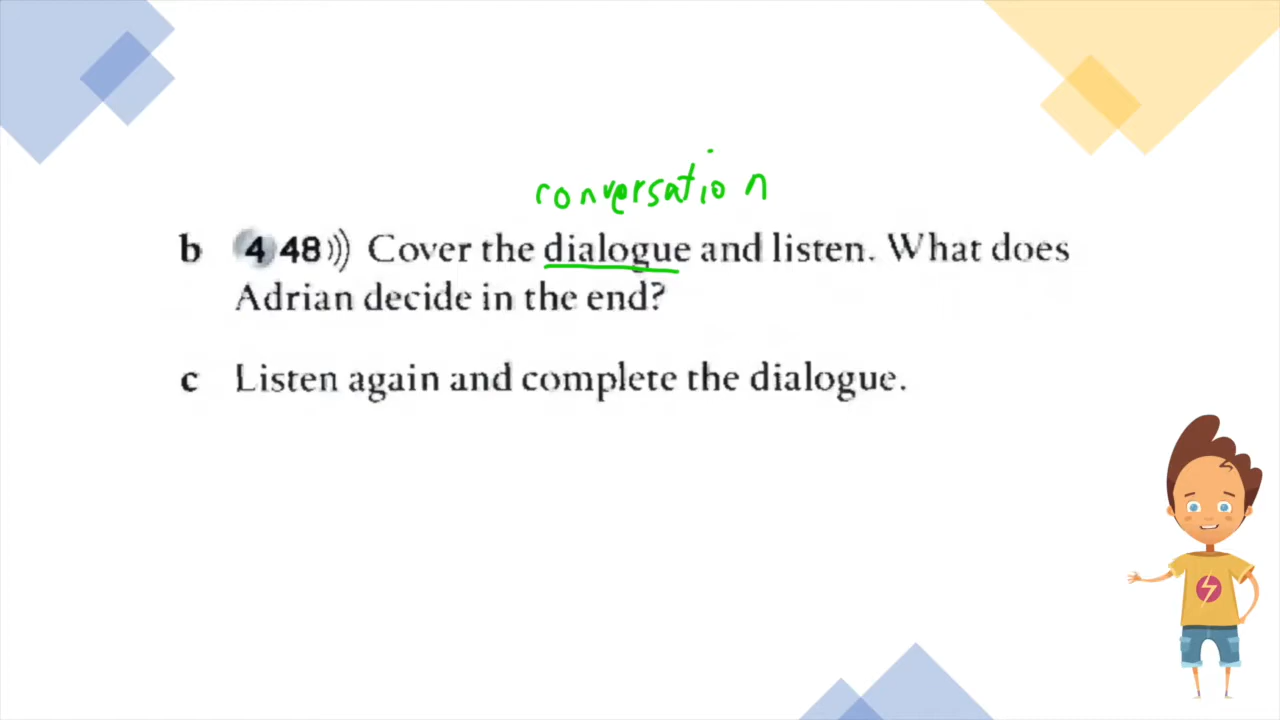 conversation
b 4 48))) Cover the dialogue and listen. What does
Adrian decide in the end?
c Listen again and complete the dialogue.